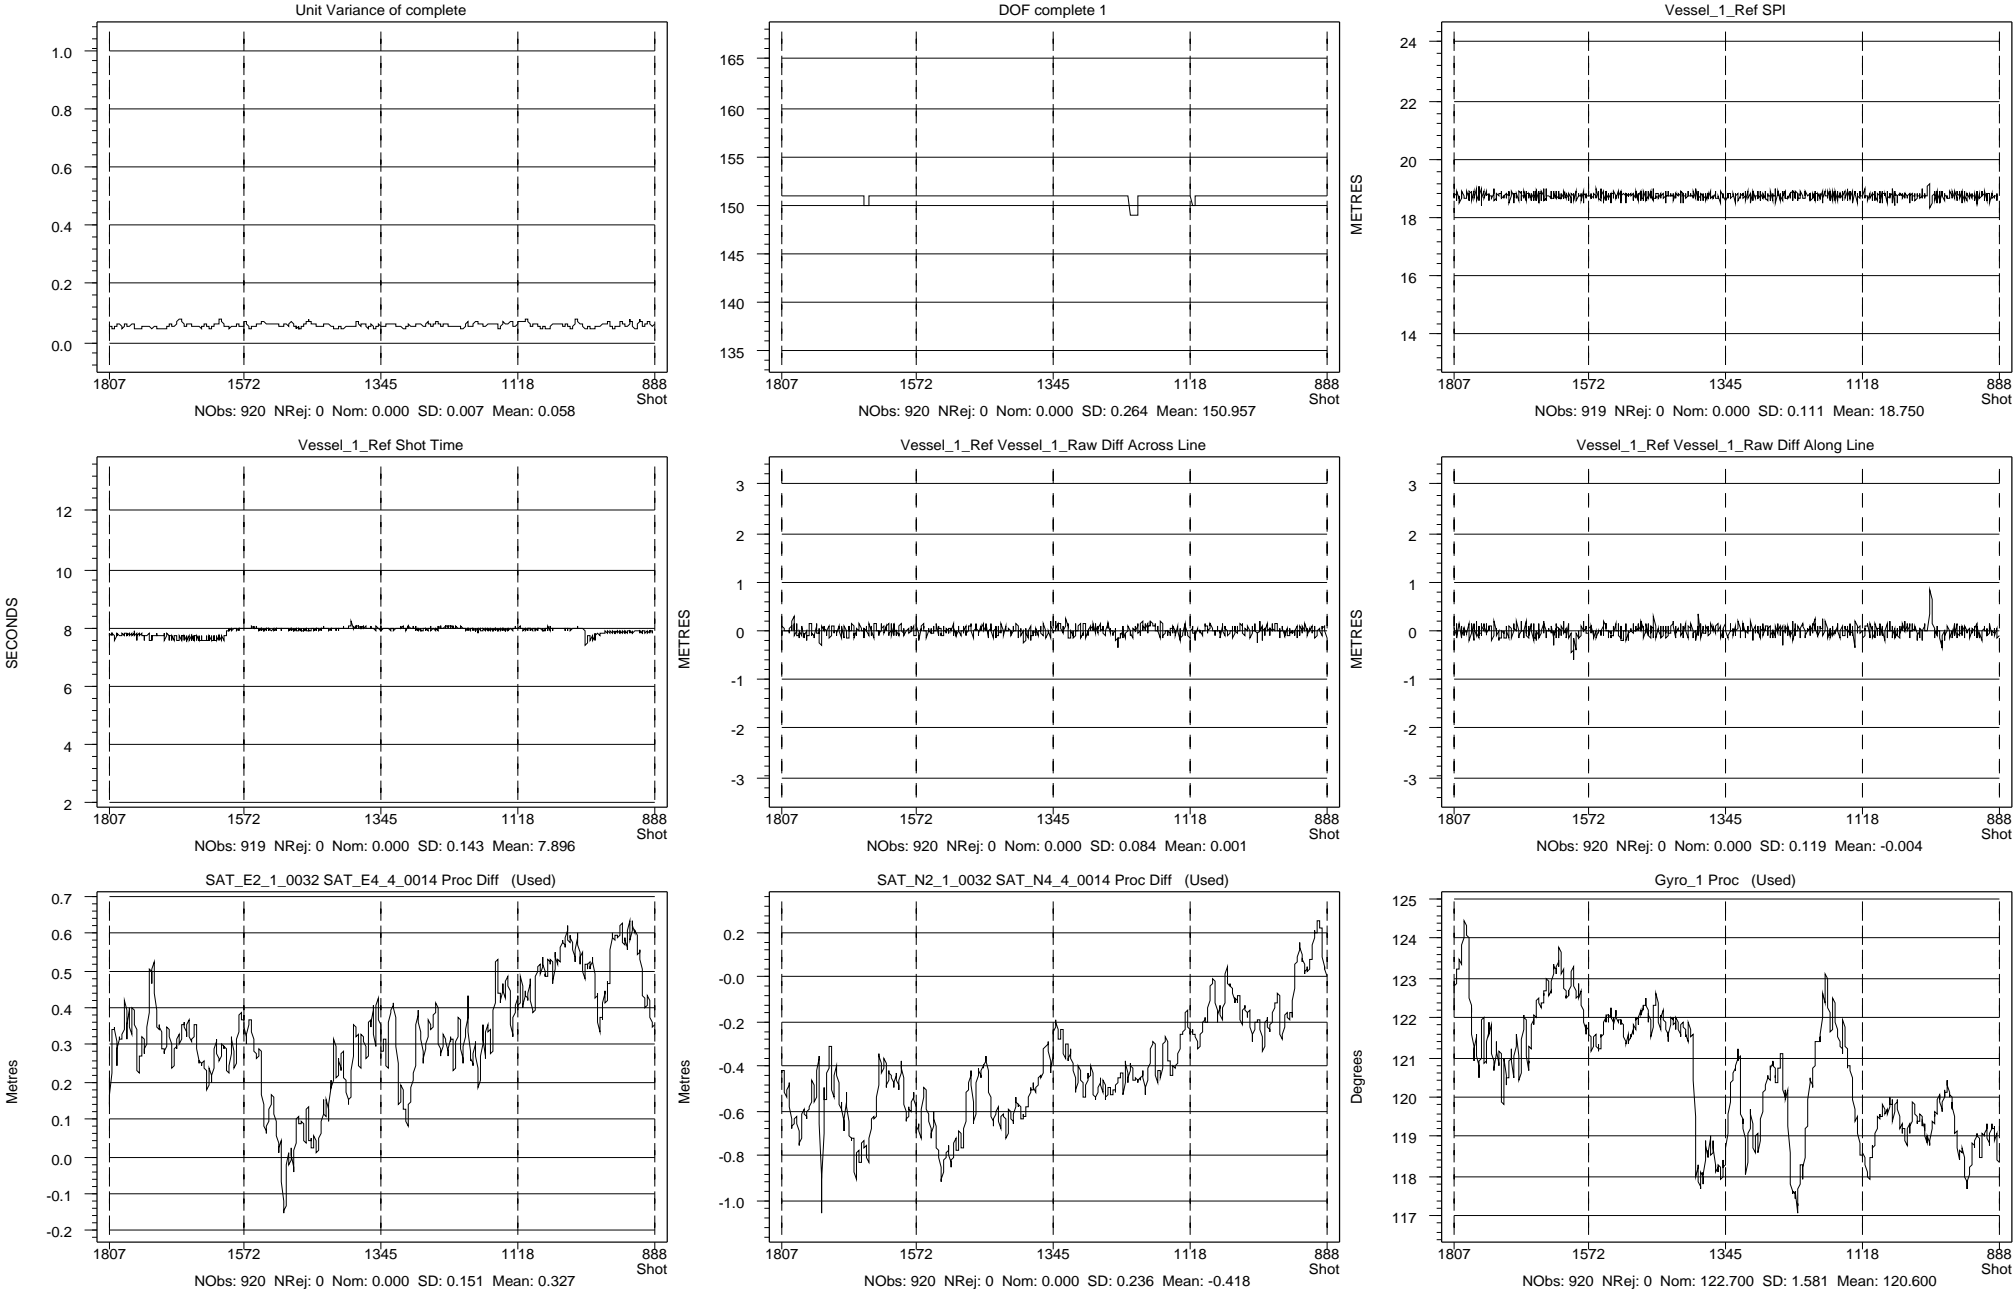 Unit Variance of complete
1.0
0.8
0.6
0.4
0.2
0.0
1807 1572 1345 1118 888
Shot
NObs: 920 NRej: 0 Nom: 0.000 SD: 0.007 Mean: 0.058
DOF complete 1
165
160
155
150
145
140
135
1807 1572 1345 1118 888
Shot
NObs: 920 NRej: 0 Nom: 0.000 SD: 0.264 Mean: 150.957
Vessel_1_Ref SPI
METRES
24
22
20
18
16
14
1807 1572 1345 1118 888
Shot
NObs: 919 NRej: 0 Nom: 0.000 SD: 0.111 Mean: 18.750
Vessel_1_Ref Shot Time
SECONDS
12
10
8
6
4
2
1807 1572 1345 1118 888
Shot
NObs: 919 NRej: 0 Nom: 0.000 SD: 0.143 Mean: 7.896
Vessel_1_Ref Vessel_1_Raw Diff Across Line
METRES
3
2
1
0
-1
-2
-3
1807 1572 1345 1118 888
Shot
NObs: 920 NRej: 0 Nom: 0.000 SD: 0.084 Mean: 0.001
Vessel_1_Ref Vessel_1_Raw Diff Along Line
METRES
3
2
1
0
-1
-2
-3
1807 1572 1345 1118 888
Shot
NObs: 920 NRej: 0 Nom: 0.000 SD: 0.119 Mean: -0.004
SAT_E2_1_0032 SAT_E4_4_0014 Proc Diff (Used)
Metres
0.7
0.6
0.5
0.4
0.3
0.2
0.1
0.0
-0.1
-0.2
1807 1572 1345 1118 888
Shot
NObs: 920 NRej: 0 Nom: 0.000 SD: 0.151 Mean: 0.327
SAT_N2_1_0032 SAT_N4_4_0014 Proc Diff (Used)
Metres
0.2
-0.0
-0.2
-0.4
-0.6
-0.8
-1.0
1807 1572 1345 1118 888
Shot
NObs: 920 NRej: 0 Nom: 0.000 SD: 0.236 Mean: -0.418
Gyro_1 Proc (Used)
Degrees
125
124
123
122
121
120
119
118
117
1807 1572 1345 1118 888
Shot
NObs: 920 NRej: 0 Nom: 122.700 SD: 1.581 Mean: 120.600